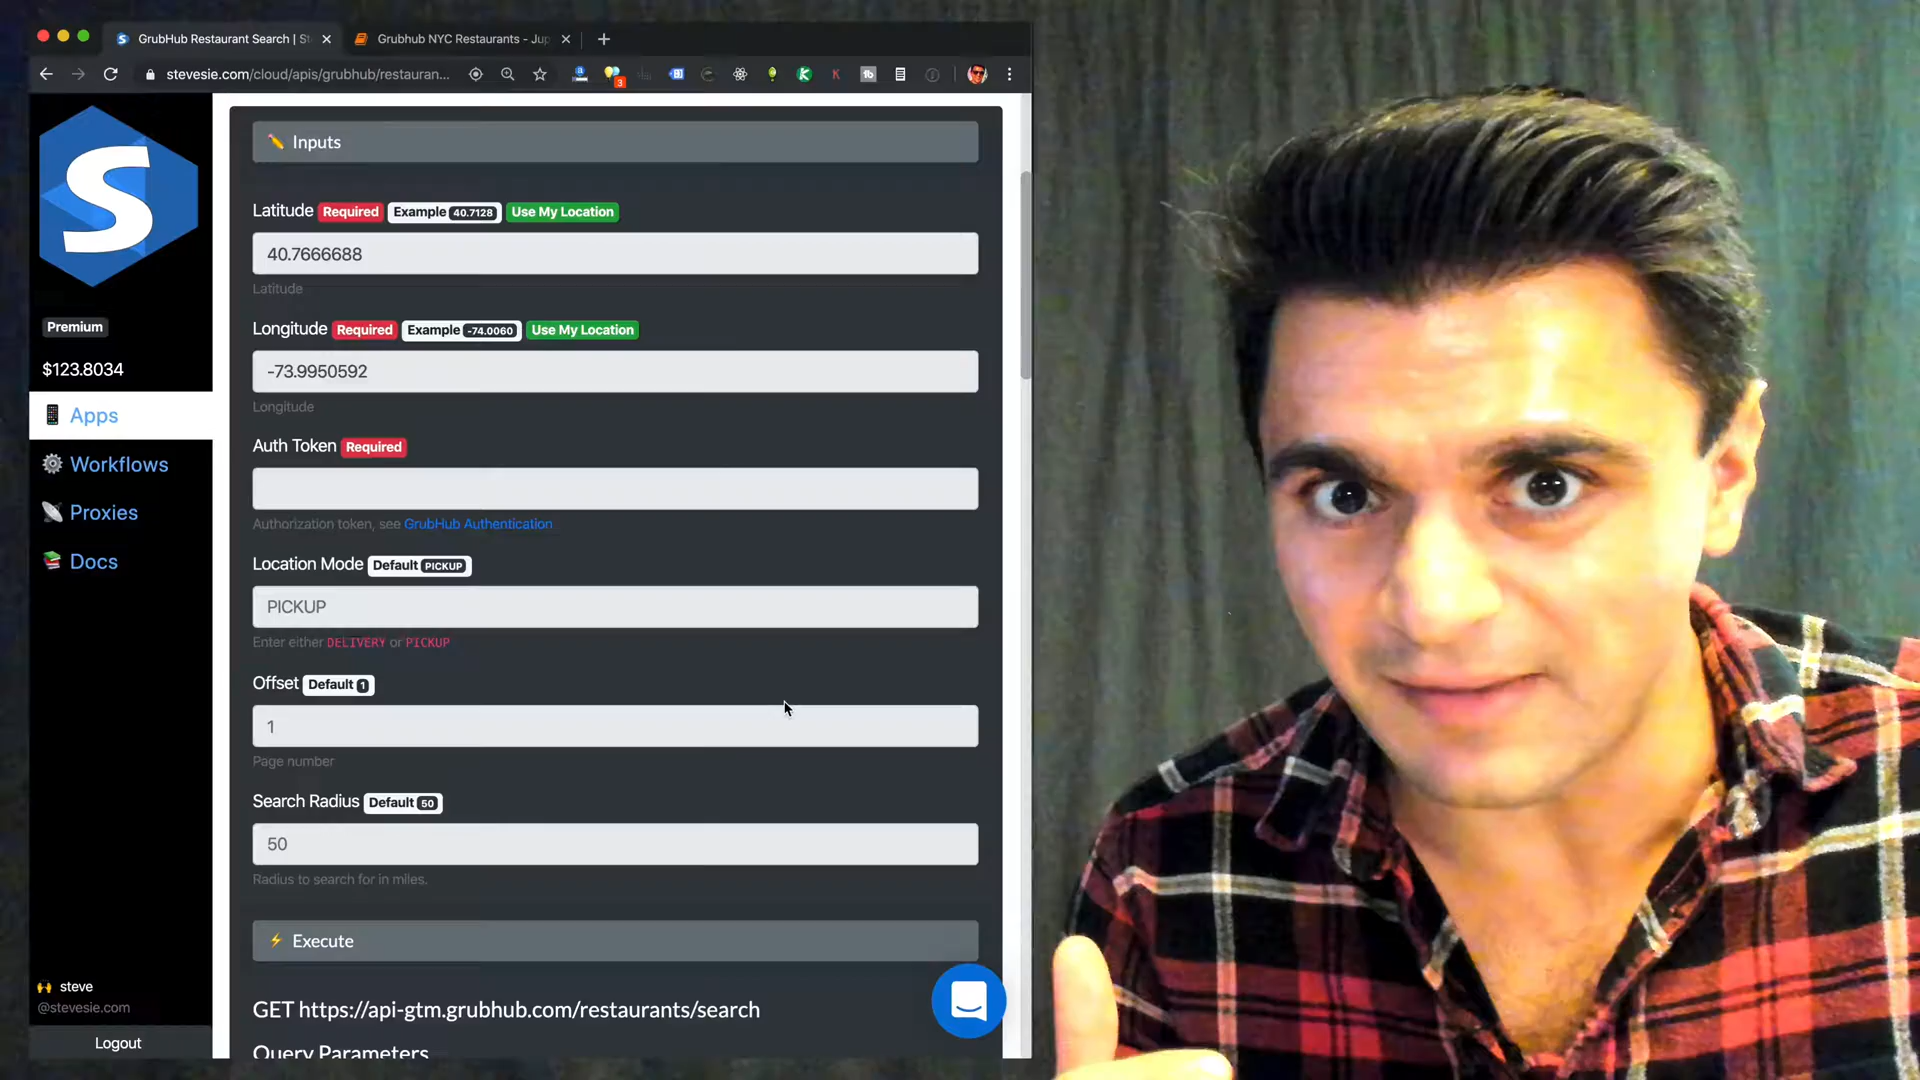 GrubHub Restaurant Search | St
Grubhub NYC Restaurants - Jup
stevesie.com/cloud/apis/grubhub/restauran...
3
tb
K
S
Premium
$123.8034
Apps
Workflows
Proxies
Docs
steve
@stevesie.com
Logout
Inputs
Latitude Required Example 40.7128 Use My Location
40.7666688
Latitude
Longitude Required Example -74.0060 Use My Location
-73.9950592
Longitude
Auth Token Required
Authorization token, see GrubHub Authentication
Location Mode Default PICKUP
PICKUP
Enter either DELIVERY or PICKUP
Offset Default 1
1
Page number
Search Radius Default 50
50
Radius to search for in miles.
Execute
GET https://api-gtm.grubhub.com/restaurants/search
Query Parameters